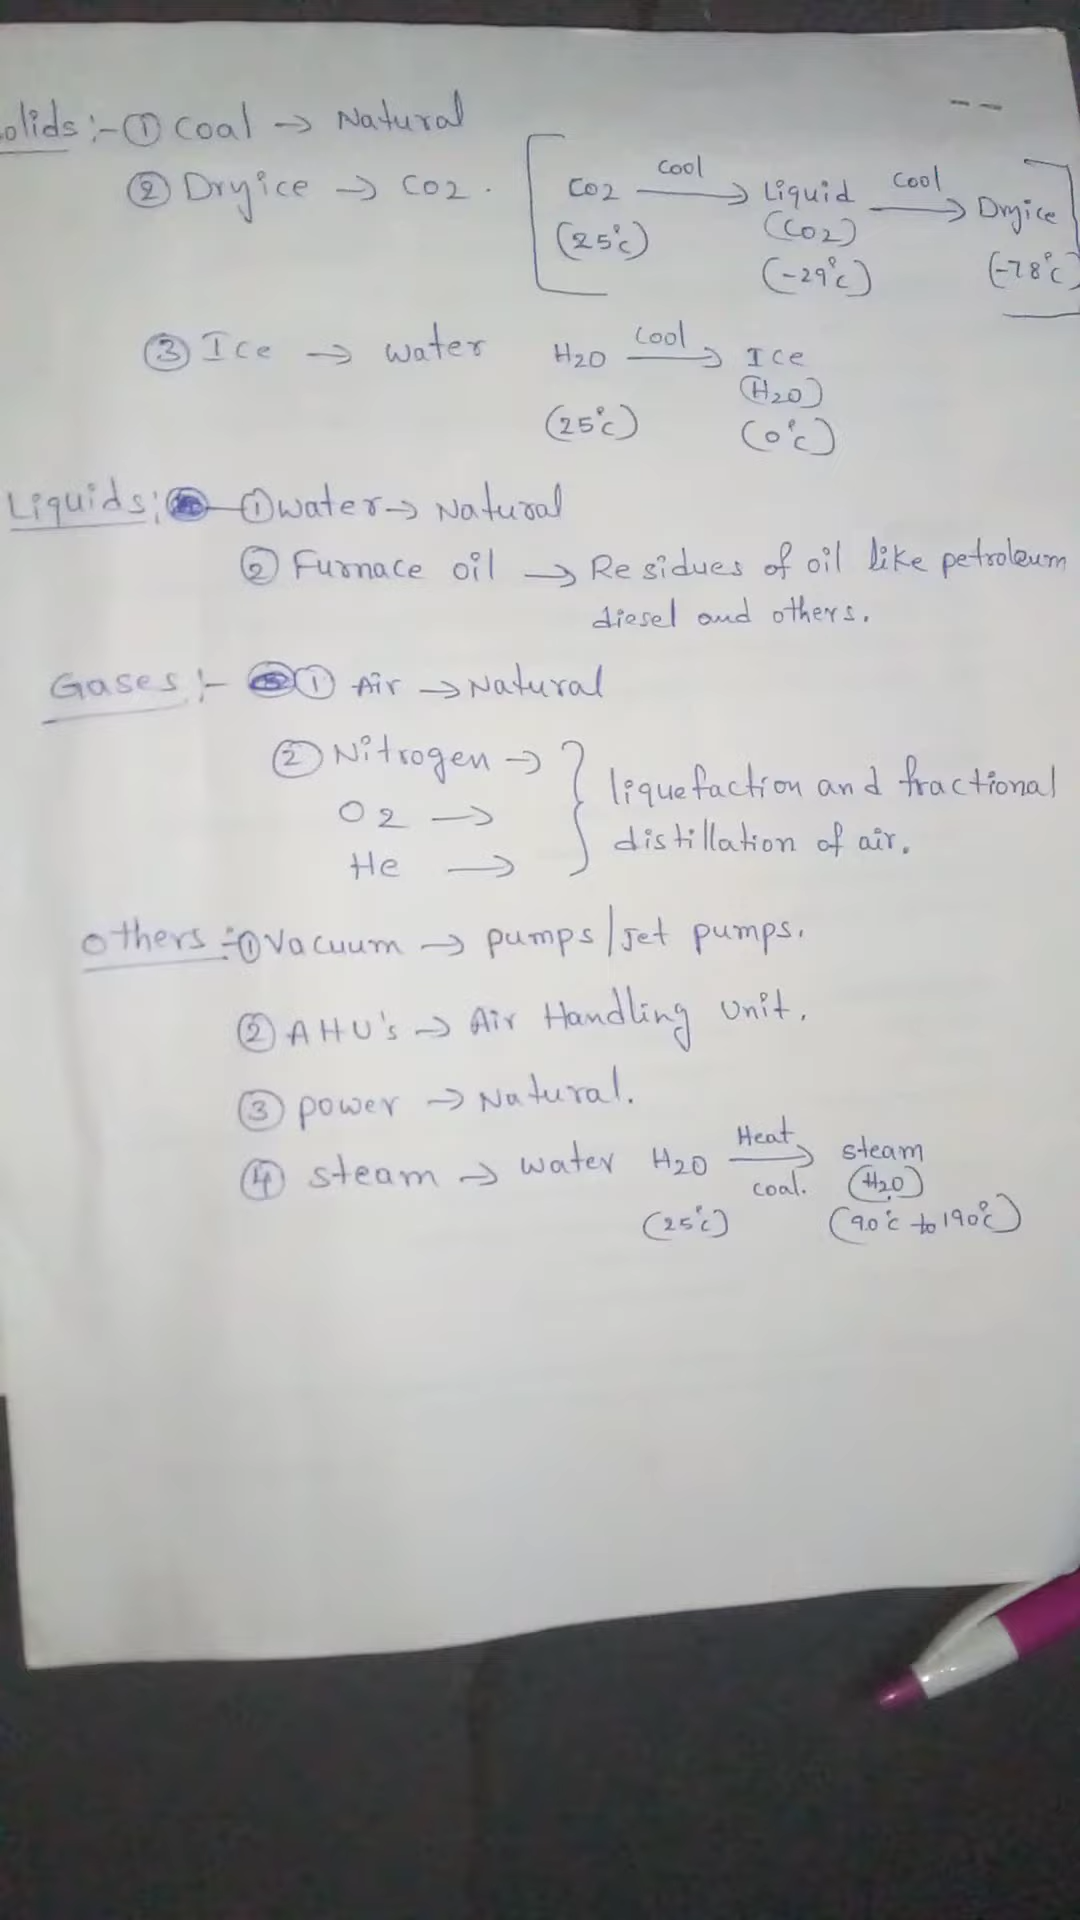 olids :- ① Coal → Natural
② Dryice → CO2. [CO2 (25°C) cool → Liquid (CO2) (-29°C) cool → Dryice (-78°C)]
③ Ice → water H2O (25°C) cool → Ice (H2O) (0°C)
Liquids: ① water → Natural
② Furnace oil → Residues of oil like petroleum
diesel and others.
Gases :- ① Air → Natural
② Nitrogen →
O2 →
He →
} liquefaction and fractional
distillation of air.
Others :- ① Vacuum → pumps/Jet pumps.
② AHU's → Air Handling Unit.
③ power → Natural.
④ steam → water H2O (25°C) Heat → coal. steam (H2O) (90°C to 190°C)